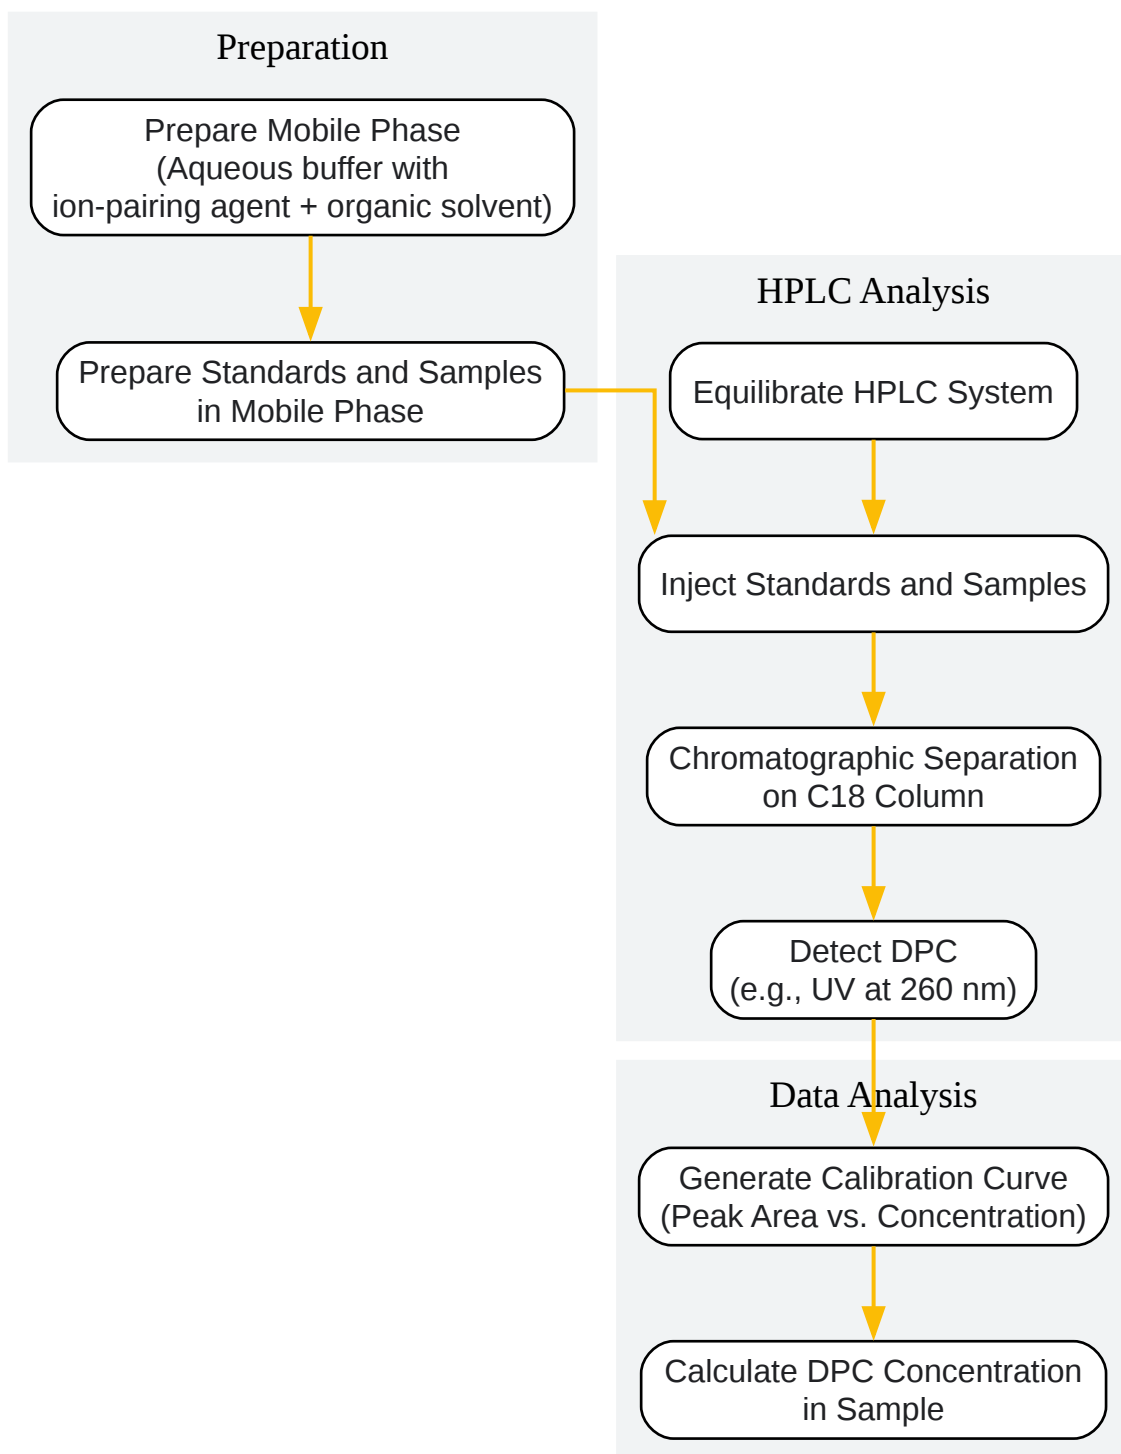 Preparation
Prepare Mobile Phase
(Aqueous buffer with
ion-pairing agent + organic solvent)
Prepare Standards and Samples
in Mobile Phase
HPLC Analysis
Equilibrate HPLC System
Inject Standards and Samples
Chromatographic Separation
on C18 Column
Detect DPC
(e.g., UV at 260 nm)
Data Analysis
Generate Calibration Curve
(Peak Area vs. Concentration)
Calculate DPC Concentration
in Sample